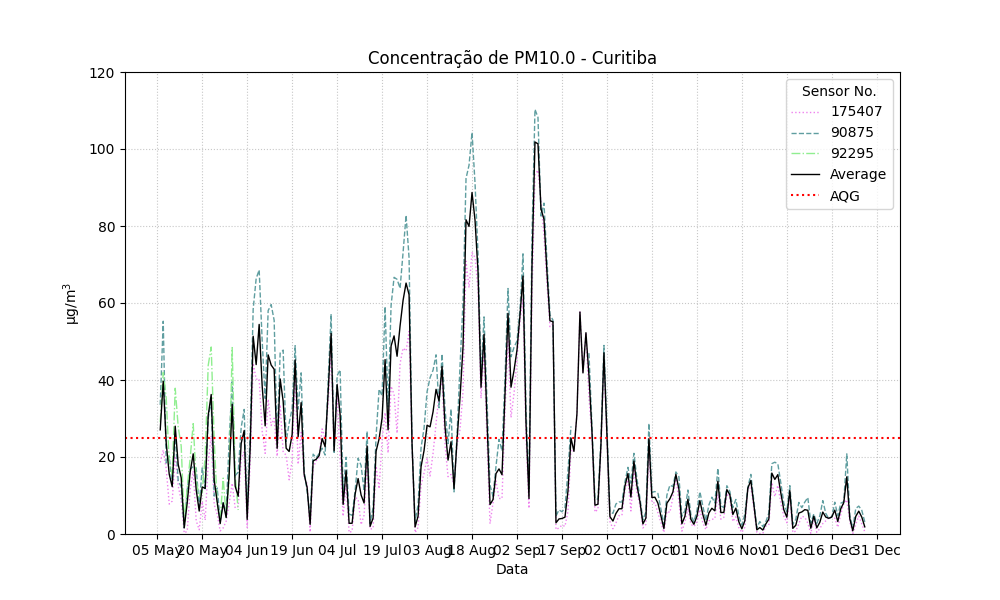 Concentração de PM10.0 - Curitiba
120
100
80
60
40
20
0
µg/m³
Sensor No.
175407
90875
92295
Average
AQG
05 May 20 May 04 Jun 19 Jun 04 Jul 19 Jul 03 Aug 18 Aug 02 Sep 17 Sep 02 Oct 17 Oct 01 Nov 16 Nov 01 Dec 16 Dec 31 Dec
Data